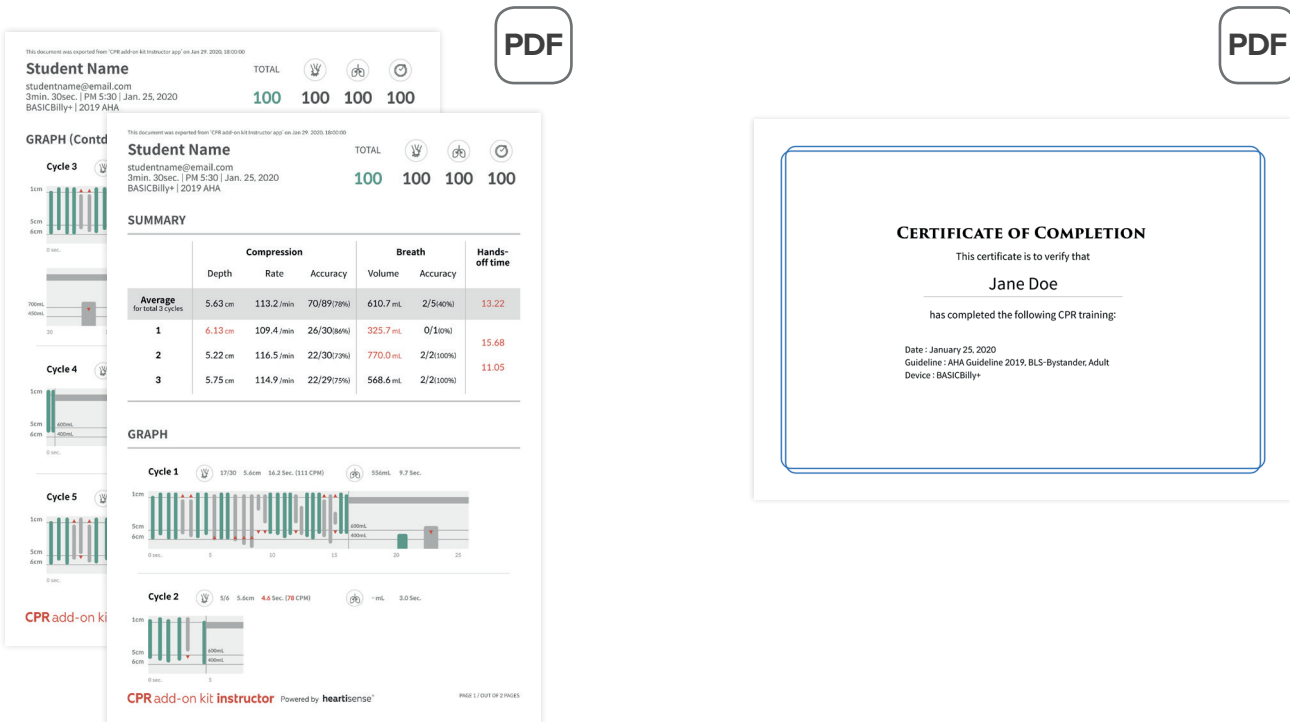 PDF
This document was exported from 'CPR add-on kit Instructor app' on Jan 29. 2020, 18:00:00
Student Name
studentname@email.com
3min. 30sec. | PM 5:30 | Jan. 25, 2020
BASICBilly+ | 2019 AHA
TOTAL
100 100 100 100
GRAPH (Contd
Cycle 3
1cm
5cm
6cm
0 sec.
700mL
450mL
30
Cycle 4
1cm
5cm 600mL
6cm 400mL
0 sec.
Cycle 5
1cm
5cm
6cm
0 sec.
CPR add-on ki
This document was exported from 'CPR add-on kit Instructor app' on Jan 29. 2020, 18:00:00
Student Name
studentname@email.com
3min. 30sec. | PM 5:30 | Jan. 25, 2020
BASICBilly+ | 2019 AHA
TOTAL
100 100 100 100
SUMMARY
Compression Breath Hands-
off time
Depth Rate Accuracy Volume Accuracy
Average
for total 3 cycles
5.63 cm 113.2 /min 70/89(78%) 610.7 mL 2/5(40%) 13.22
1 6.13 cm 109.4 /min 26/30(86%) 325.7 mL 0/1(0%)
15.68
2 5.22 cm 116.5 /min 22/30(73%) 770.0 mL 2/2(100%)
11.05
3 5.75 cm 114.9 /min 22/29(75%) 568.6 mL 2/2(100%)
GRAPH
Cycle 1 17/30 5.6cm 16.2 Sec. (111 CPM) 556mL 9.7 Sec.
1cm
5cm 600mL
6cm 400mL
0 sec. 5 10 15 20 25
Cycle 2 5/6 5.6cm 4.6 Sec. (78 CPM) - mL 3.0 Sec.
1cm
5cm 600mL
6cm 400mL
0 sec. 5
CPR add-on kit instructor Powered by heartisense
PAGE 1 / OUT OF 2 PAGES
PDF
CERTIFICATE OF COMPLETION
This certificate is to verify that
Jane Doe
has completed the following CPR training:
Date : January 25, 2020
Guideline : AHA Guideline 2019, BLS-Bystander, Adult
Device : BASICBilly+